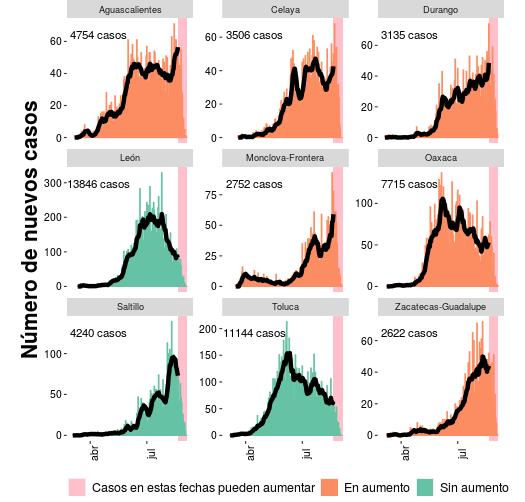 Número de nuevos casos
Aguascalientes
4754 casos
60
40
20
0
Celaya
3506 casos
60
40
20
0
Durango
3135 casos
60
40
20
0
León
13846 casos
300
200
100
0
Monclova-Frontera
2752 casos
75
50
25
0
Oaxaca
7715 casos
100
50
0
Saltillo
4240 casos
100
50
0
abr
jul
Toluca
11144 casos
200
150
100
50
0
abr
jul
Zacatecas-Guadalupe
2622 casos
60
40
20
0
abr
jul
Casos en estas fechas pueden aumentar
En aumento
Sin aumento